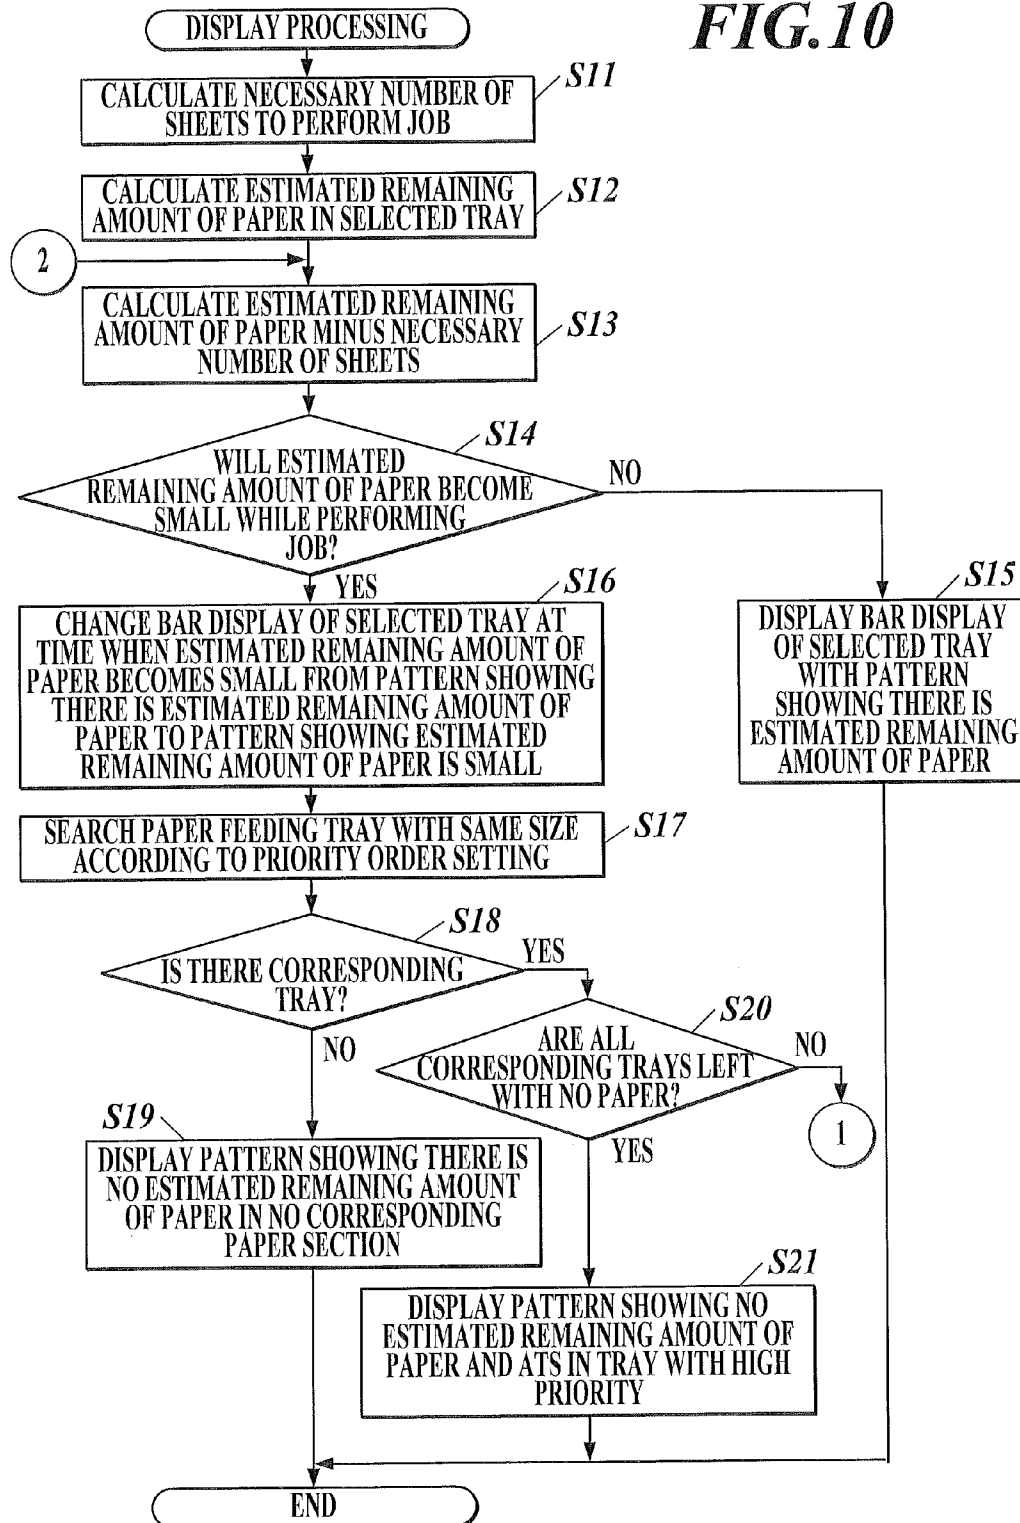 FIG.10
DISPLAY PROCESSING
S11
CALCULATE NECESSARY NUMBER OF
SHEETS TO PERFORM JOB
S12
CALCULATE ESTIMATED REMAINING
AMOUNT OF PAPER IN SELECTED TRAY
2
S13
CALCULATE ESTIMATED REMAINING
AMOUNT OF PAPER MINUS NECESSARY
NUMBER OF SHEETS
S14
WILL ESTIMATED
REMAINING AMOUNT OF PAPER BECOME
SMALL WHILE PERFORMING
JOB?
NO
YES
S15
DISPLAY BAR DISPLAY
OF SELECTED TRAY
WITH PATTERN
SHOWING THERE IS
ESTIMATED REMAINING
AMOUNT OF PAPER
S16
CHANGE BAR DISPLAY OF SELECTED TRAY AT
TIME WHEN ESTIMATED REMAINING AMOUNT OF
PAPER BECOMES SMALL FROM PATTERN SHOWING
THERE IS ESTIMATED REMAINING AMOUNT OF
PAPER TO PATTERN SHOWING ESTIMATED
REMAINING AMOUNT OF PAPER IS SMALL
S17
SEARCH PAPER FEEDING TRAY WITH SAME SIZE
ACCORDING TO PRIORITY ORDER SETTING
S18
IS THERE CORRESPONDING
TRAY?
YES
NO
S20
ARE ALL
CORRESPONDING TRAYS LEFT
WITH NO PAPER?
NO
1
YES
S19
DISPLAY PATTERN SHOWING THERE IS
NO ESTIMATED REMAINING AMOUNT
OF PAPER IN NO CORRESPONDING
PAPER SECTION
S21
DISPLAY PATTERN SHOWING NO
ESTIMATED REMAINING AMOUNT OF
PAPER AND ATS IN TRAY WITH HIGH
PRIORITY
END